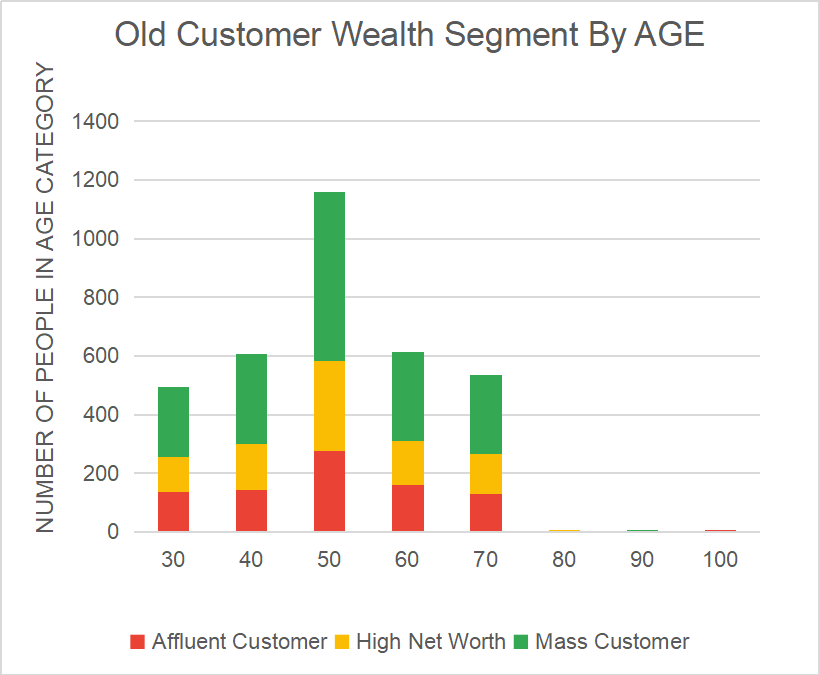 Old Customer Wealth Segment By AGE
NUMBER OF PEOPLE IN AGE CATEGORY
1400
1200
1000
800
600
400
200
0
30 40 50 60 70 80 90 100
Affluent Customer High Net Worth Mass Customer